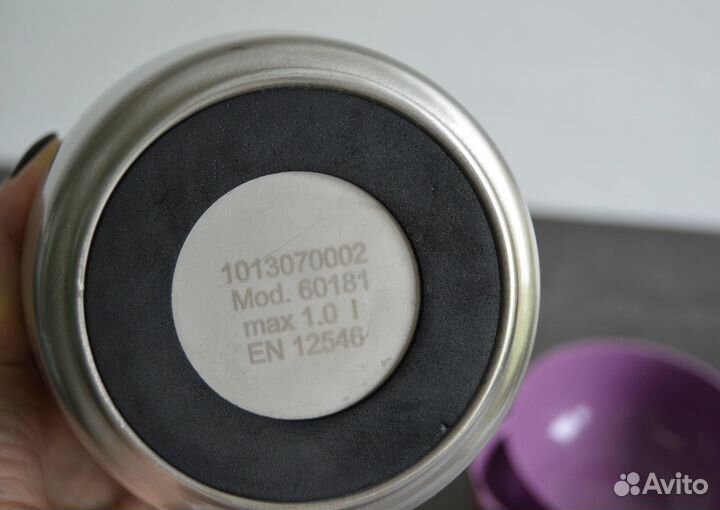 1013070002
Mod. 60181
max 1.0 l
EN 12546
Avito